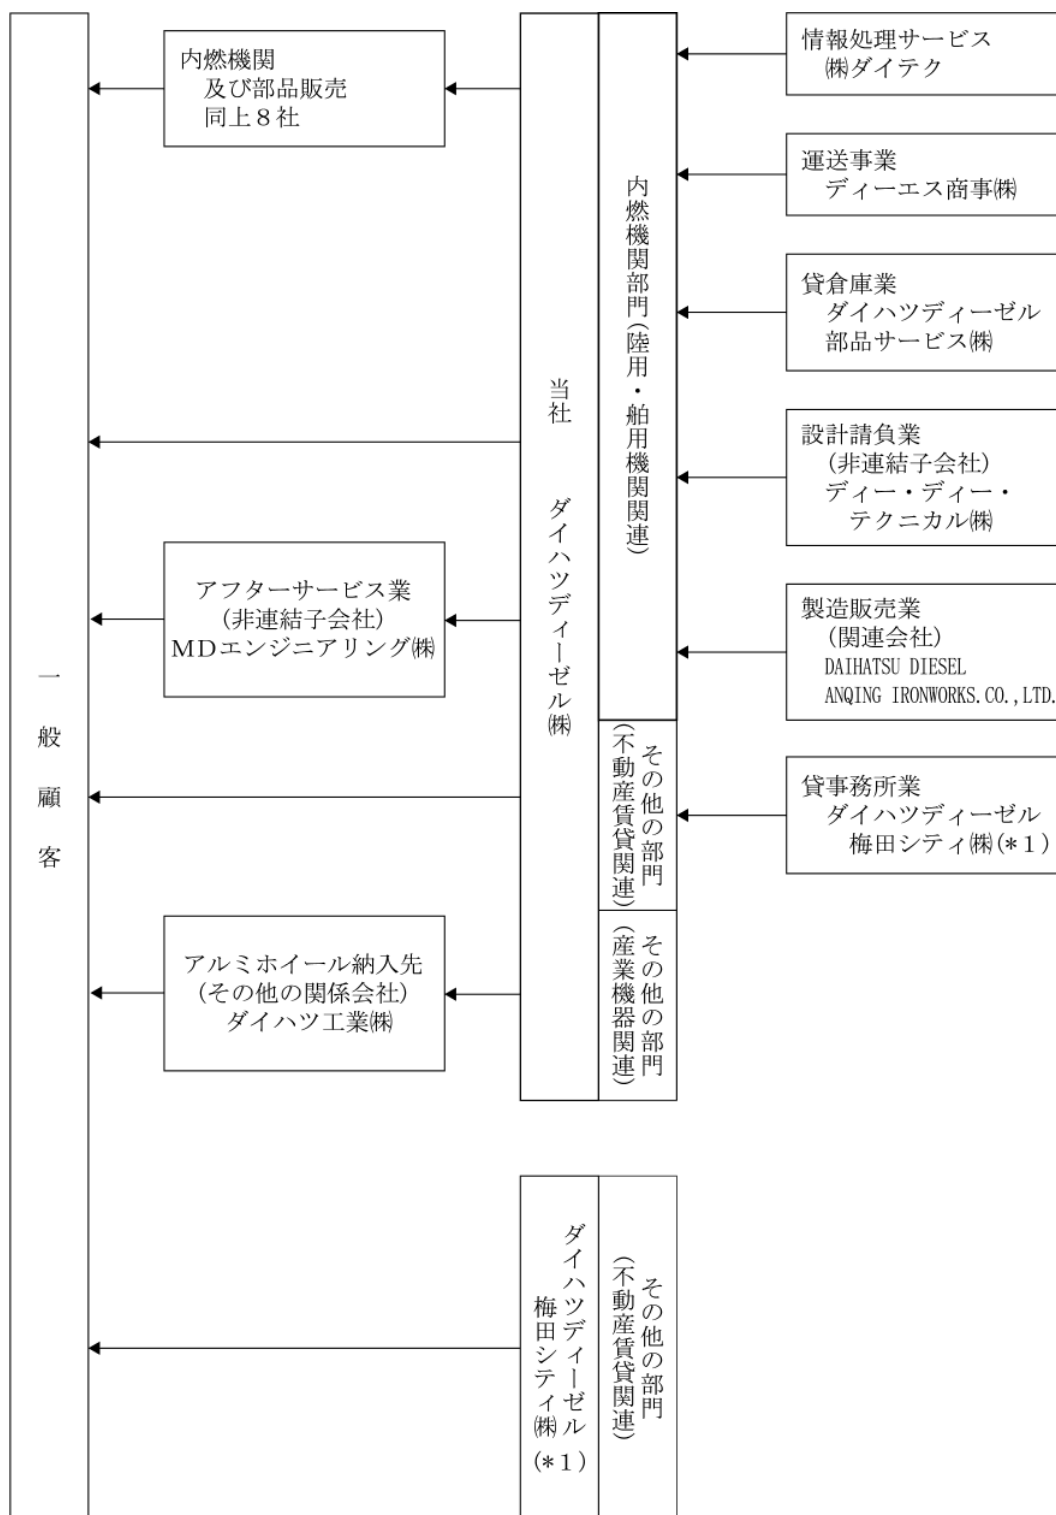 一般顧客
内燃機関
及び部品販売
同上８社
アフターサービス業
(非連結子会社)
ＭＤエンジニアリング㈱
アルミホイール納入先
(その他の関係会社)
ダイハツ工業㈱
当社　ダイハツディーゼル㈱
内燃機関部門(陸用・舶用機関関連)
その他の部門
(不動産賃貸関連)
その他の部門
(産業機器関連)
情報処理サービス
㈱ダイテク
運送事業
ディーエス商事㈱
貸倉庫業
ダイハツディーゼル
部品サービス㈱
設計請負業
(非連結子会社)
ディー・ディー・
テクニカル㈱
製造販売業
(関連会社)
DAIHATSU DIESEL
ANQING IRONWORKS.CO.,LTD.
貸事務所業
ダイハツディーゼル
梅田シティ㈱(*１)
ダイハツディーゼル
梅田シティ㈱
(*１)
その他の部門
(不動産賃貸関連)